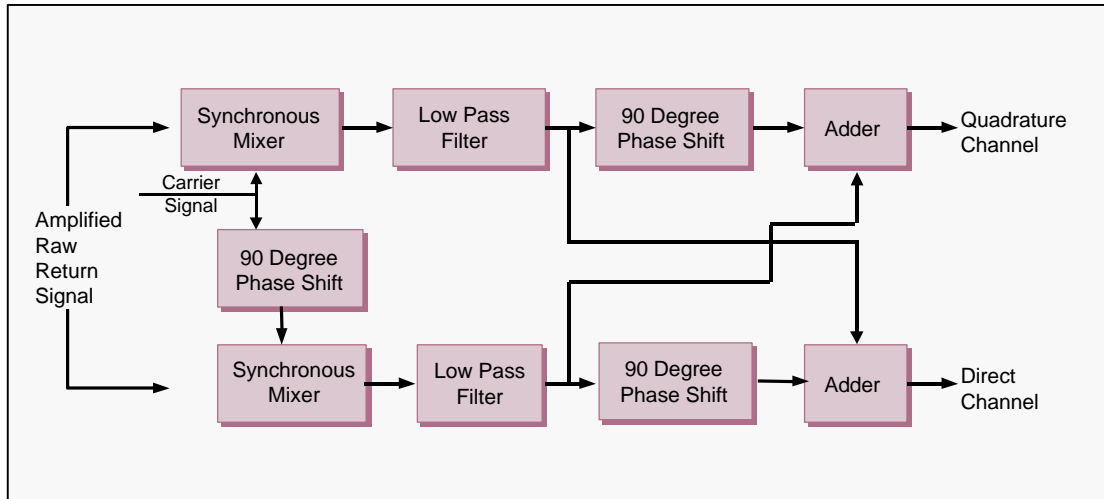 Synchronous
Mixer
Low Pass
Filter
90 Degree
Phase Shift
Adder
Quadrature
Channel
Carrier
Signal
Amplified
Raw
Return
Signal
90 Degree
Phase Shift
Synchronous
Mixer
Low Pass
Filter
90 Degree
Phase Shift
Adder
Direct
Channel